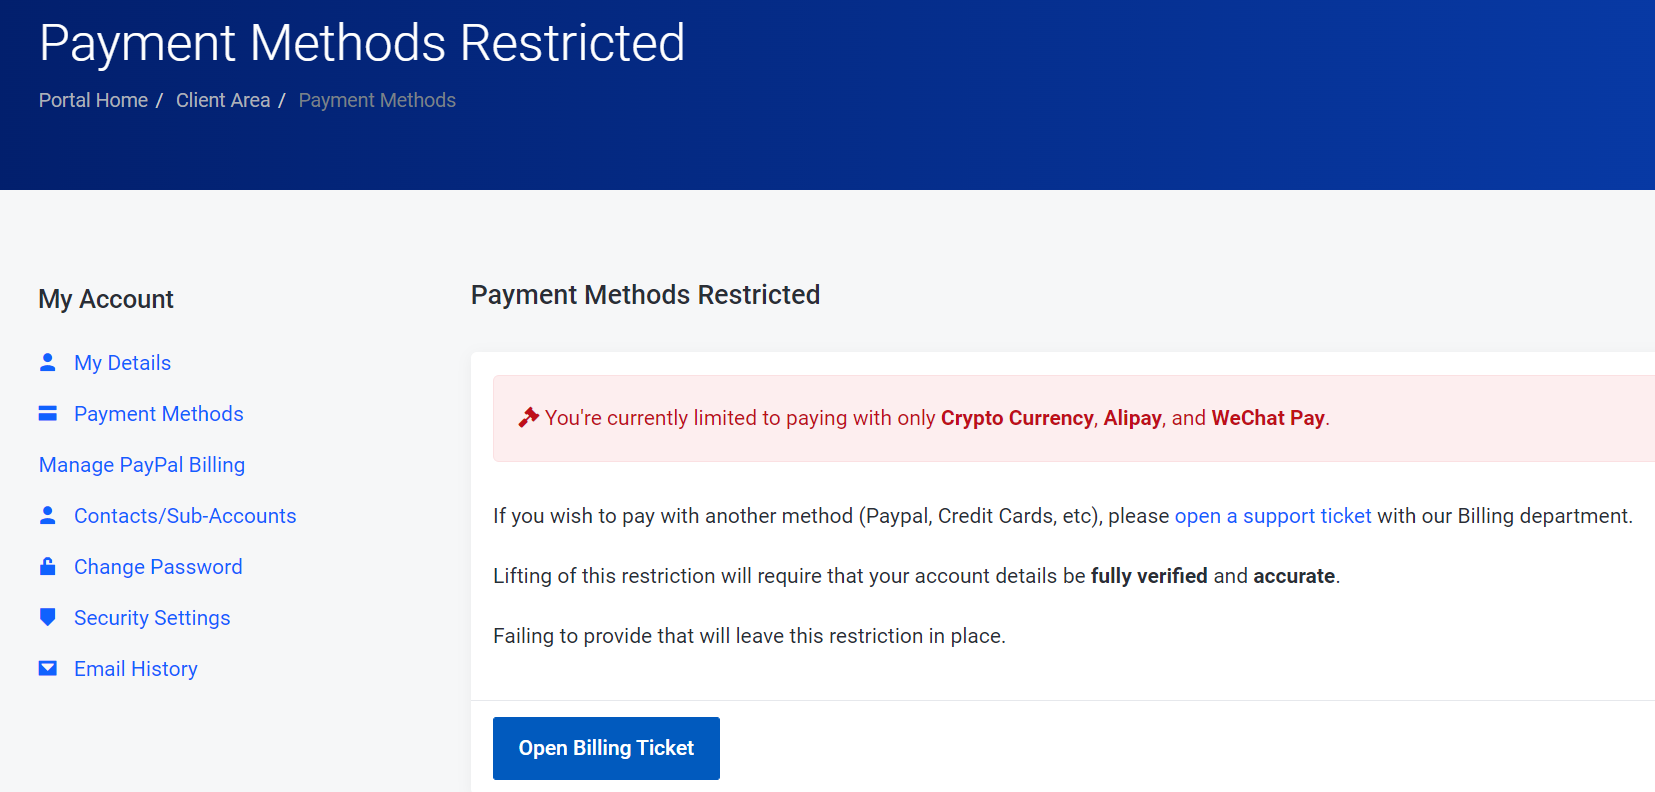 Payment Methods Restricted
Portal Home / Client Area / Payment Methods
My Account
My Details
Payment Methods
Manage PayPal Billing
Contacts/Sub-Accounts
Change Password
Security Settings
Email History
Payment Methods Restricted
You're currently limited to paying with only Crypto Currency, Alipay, and WeChat Pay.
If you wish to pay with another method (Paypal, Credit Cards, etc), please open a support ticket with our Billing department.
Lifting of this restriction will require that your account details be fully verified and accurate.
Failing to provide that will leave this restriction in place.
Open Billing Ticket